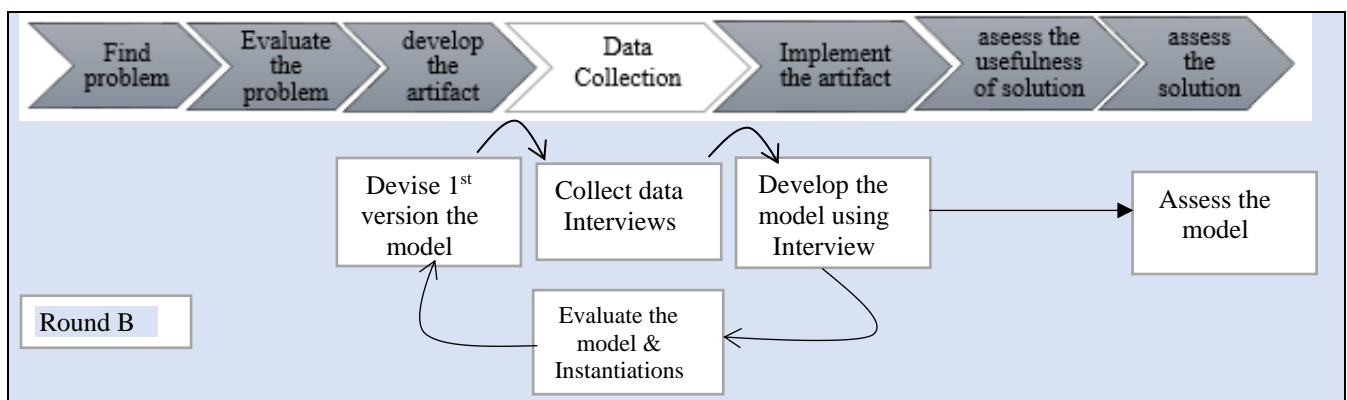 Find
problem
Evaluate
the
problem
develop
the
artifact
Data
Collection
Implement
the artifact
aseess the
usefulness
of solution
assess
the
solution
Devise 1st
version the
model
Collect data
Interviews
Develop the
model using
Interview
Assess the
model
Round B
Evaluate the
model &
Instantiations